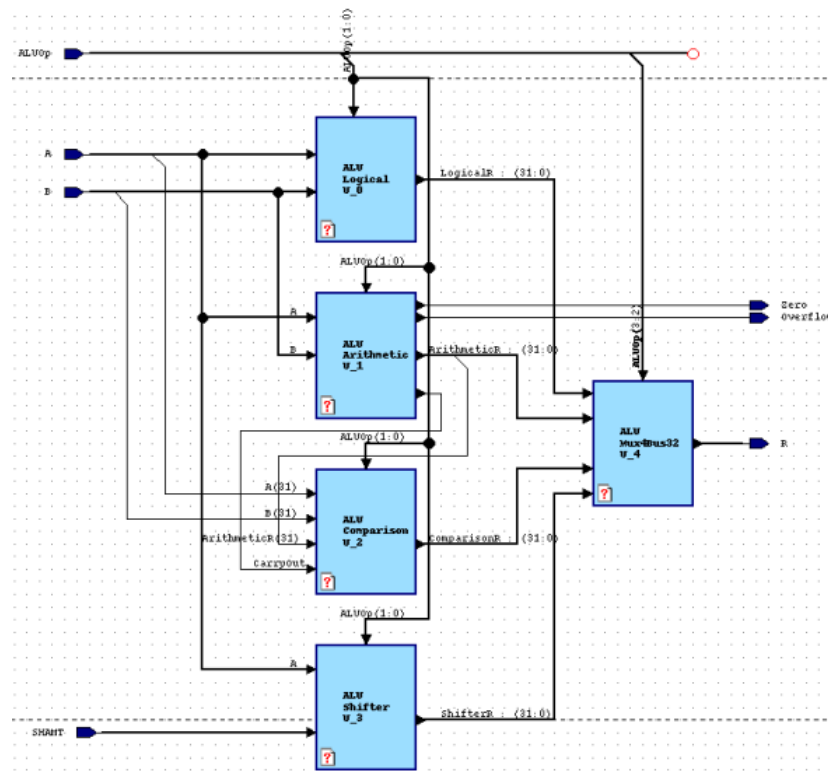 ALUOp
ALUOp(1:0)
A
B
ALU
Logical
U_0
?
LogicalR : (31:0)
ALUOp(1:0)
A
B
ALU
Arithmetic
U_1
?
Zero
Overflow
ArithmeticR : (31:0)
ALUOp(3:2)
ALU
Mux4Bus32
U_4
?
R
ALUOp(1:0)
A(31)
B(31)
ArithmeticR(31)
CarryOut
ALU
Comparison
U_2
?
ComparisonR : (31:0)
ALUOp(1:0)
A
ALU
Shifter
U_3
?
ShifterR : (31:0)
SHAMT